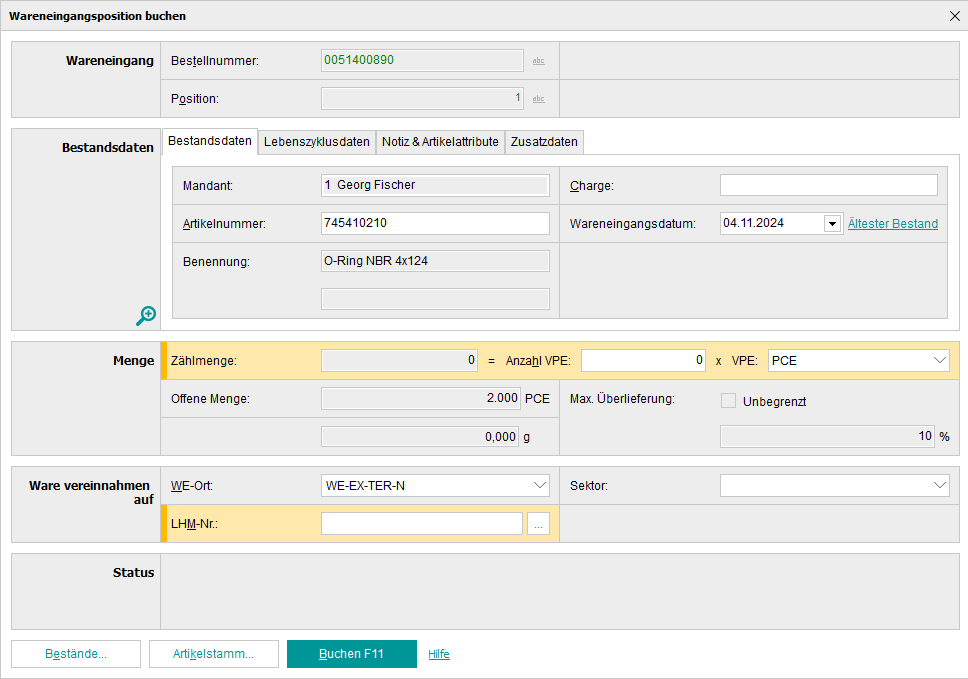 Wareneingangsposition buchen
Wareneingang
Bestellnummer: 0051400890 abc
Position: 1 abc
Bestandsdaten
Bestandsdaten Lebenszyklusdaten Notiz & Artikelattribute Zusatzdaten
Mandant: 1 Georg Fischer Charge:
Artikelnummer: 745410210 Wareneingangsdatum: 04.11.2024 Ältester Bestand
Benennung: O-Ring NBR 4x124
Menge
Zählmenge: 0 = Anzahl VPE: 0 x VPE: PCE
Offene Menge: 2.000 PCE Max. Überlieferung: Unbegrenzt
0,000 g 10 %
Ware vereinnahmen
auf
WE-Ort: WE-EX-TER-N Sektor:
LHM-Nr.: ...
Status
Bestände... Artikelstamm... Buchen F11 Hilfe